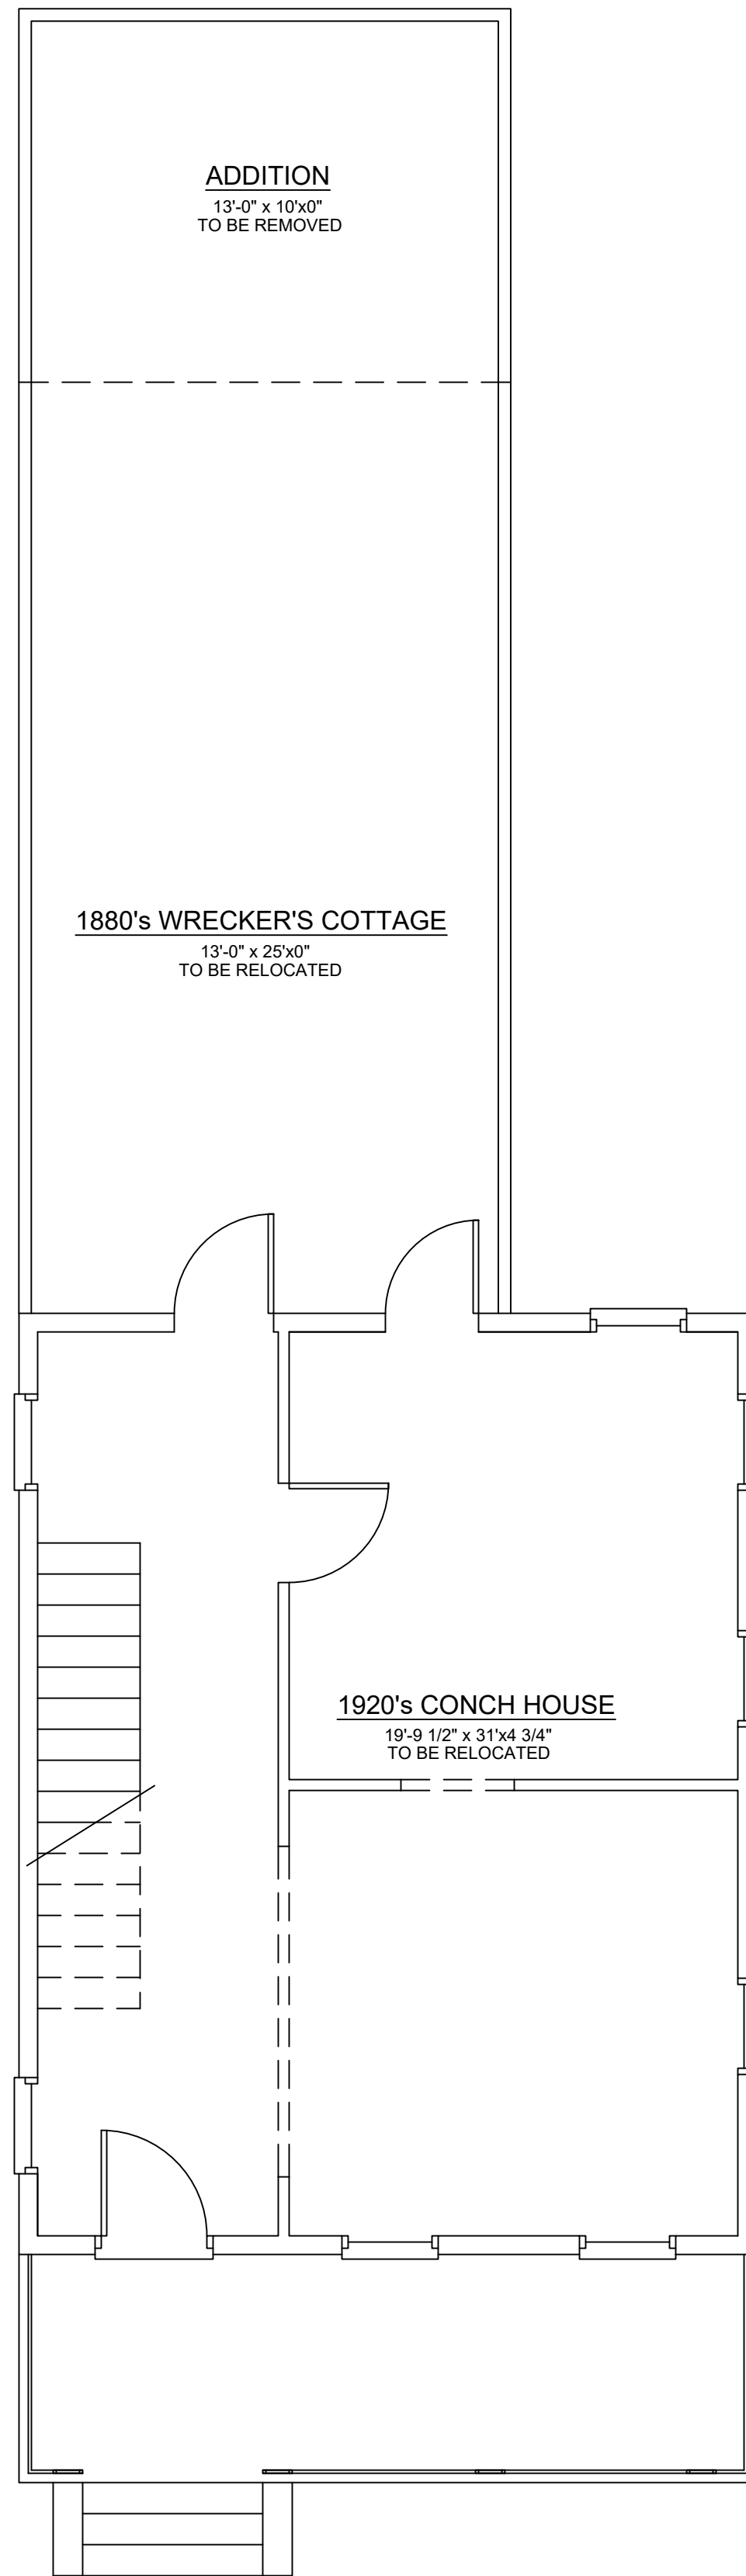 ADDITION
13'-0" x 10'x0"
TO BE REMOVED
1880's WRECKER'S COTTAGE
13'-0" x 25'x0"
TO BE RELOCATED
1920's CONCH HOUSE
19'-9 1/2" x 31'x4 3/4"
TO BE RELOCATED